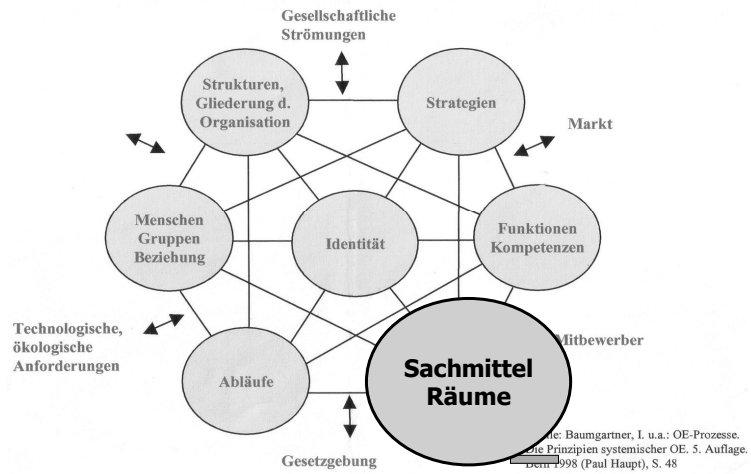 Gesellschaftliche
Strömungen
Strukturen,
Gliederung d.
Organisation
Strategien
Markt
Menschen
Gruppen
Beziehung
Identität
Funktionen
Kompetenzen
Technologische,
ökologische
Anforderungen
Mitbewerber
Abläufe
Sachmittel
Räume
Gesetzgebung
Baumgartner, I. u.a.: OE-Prozesse.
Die Prinzipien systemischer OE. 5. Auflage.
Bern 1998 (Paul Haupt), S. 48